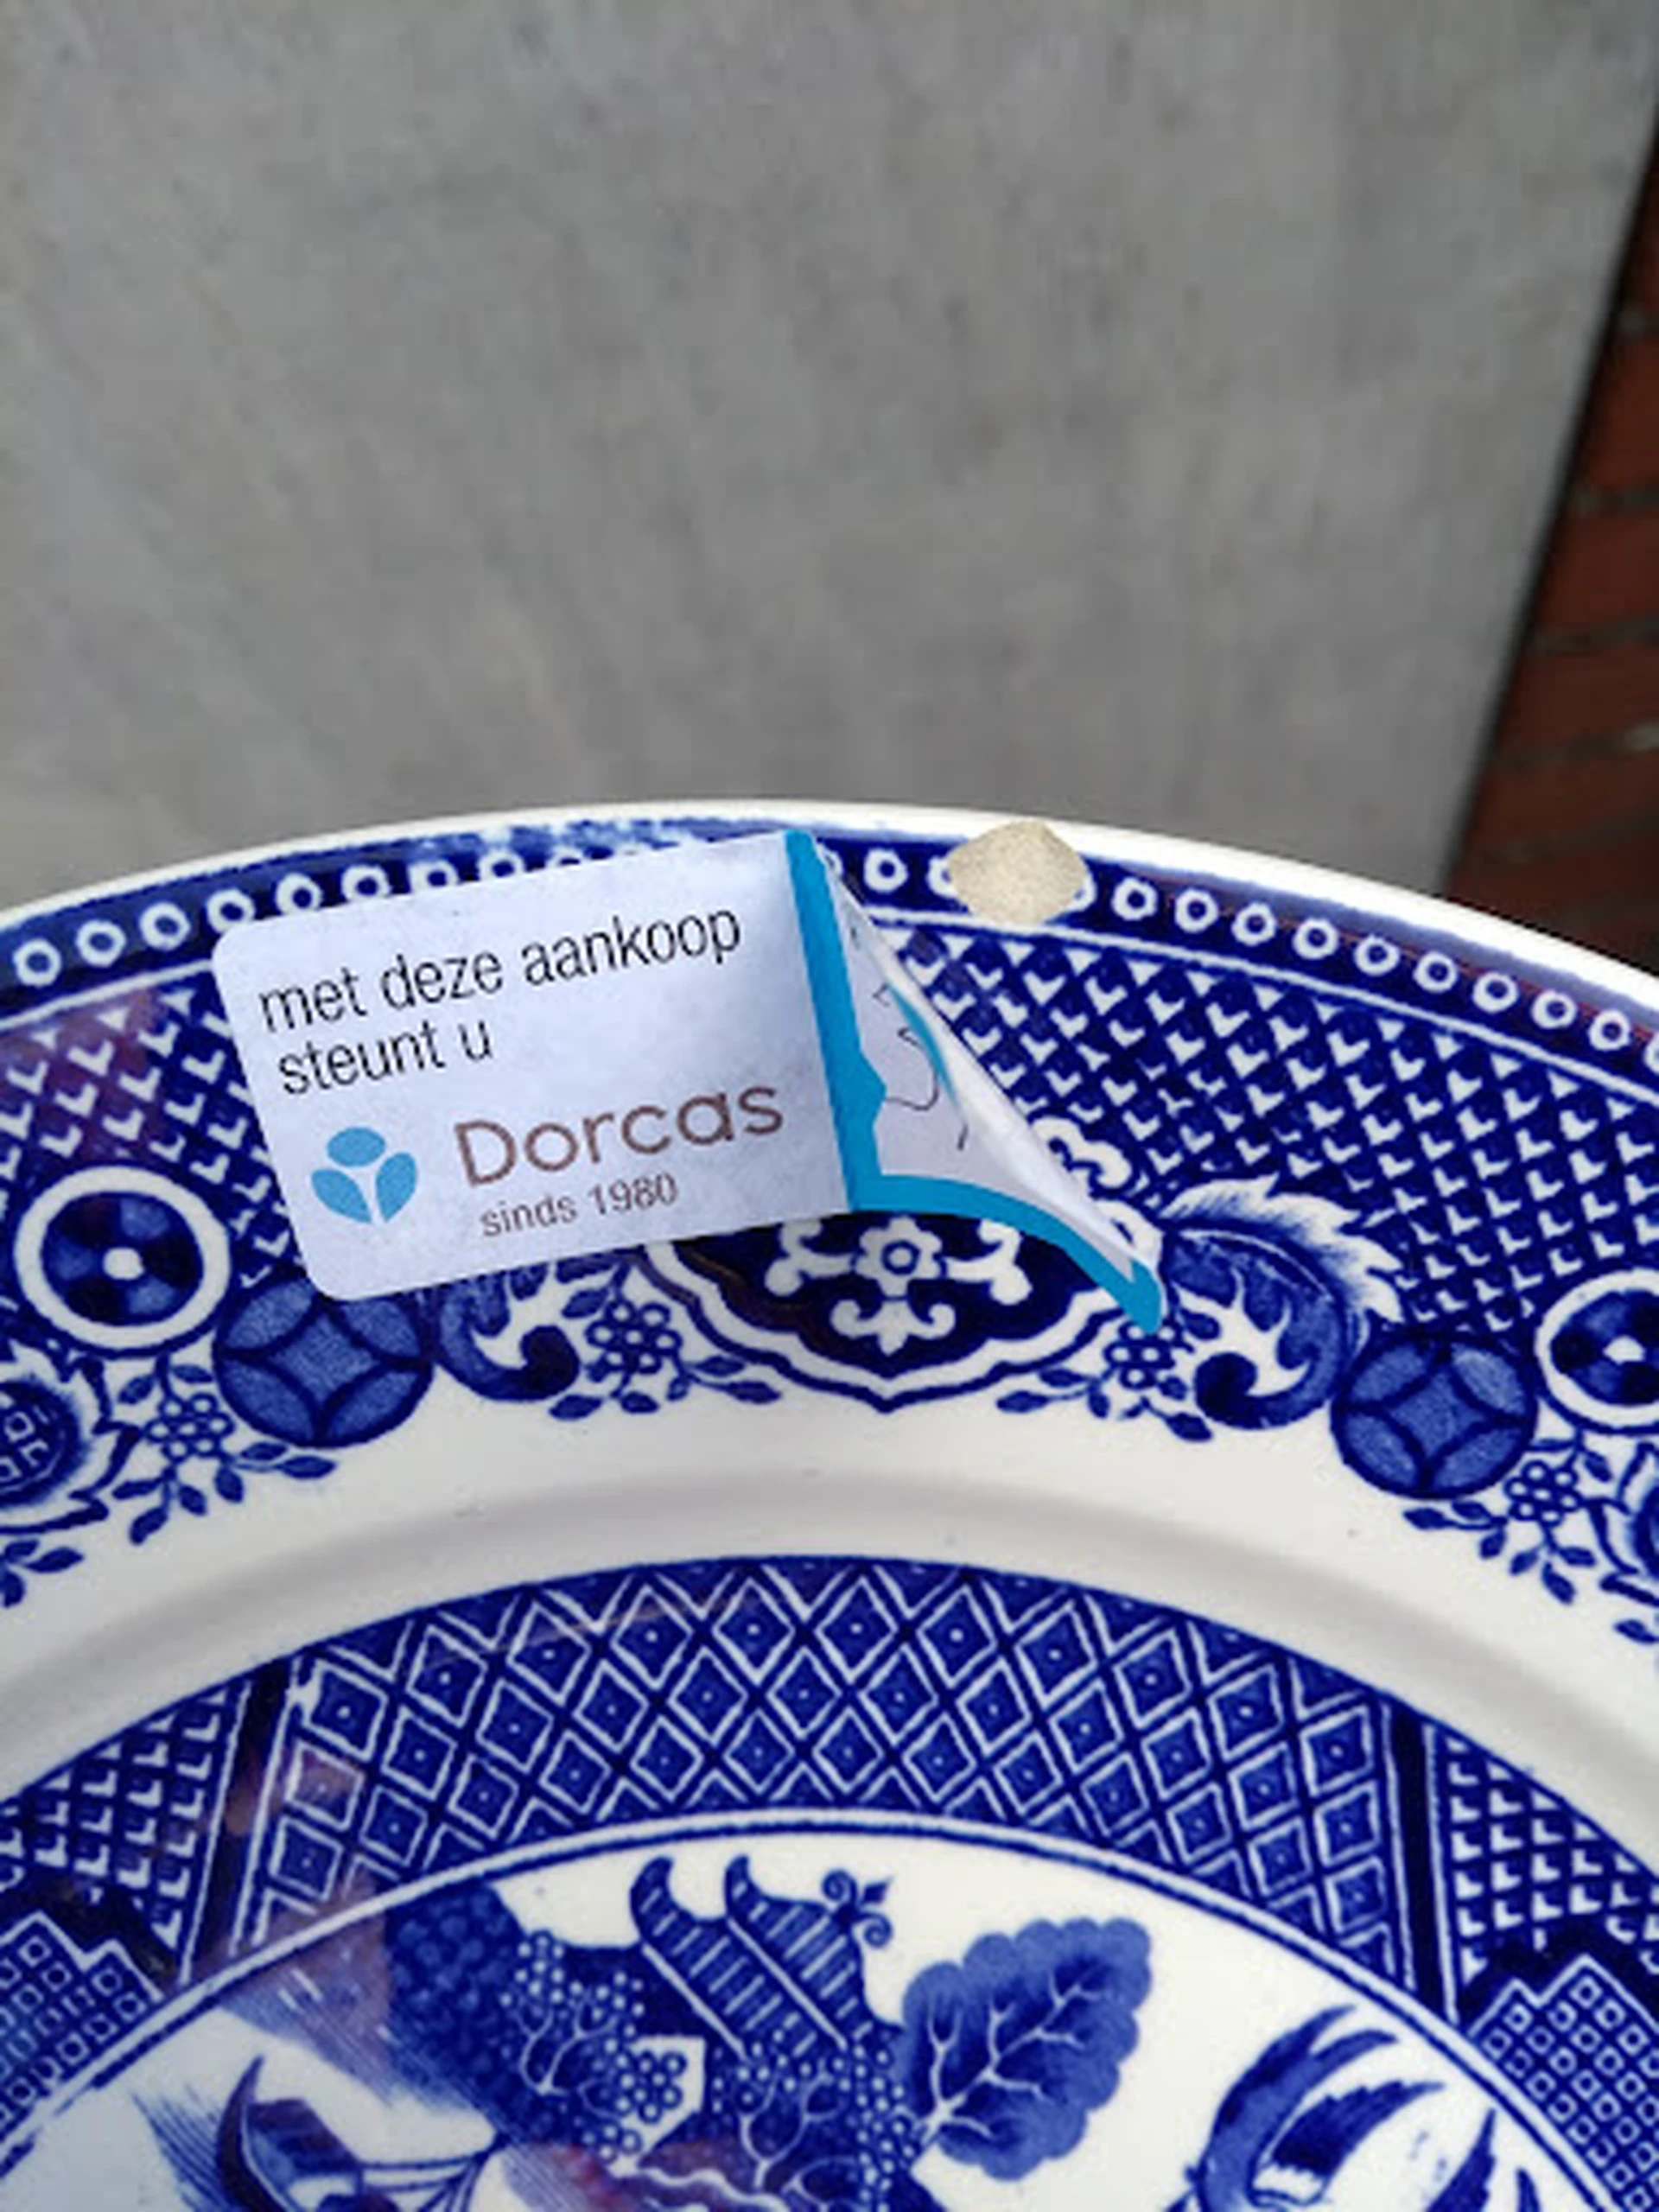 met deze aankoop
steunt u
Dorcas
sinds 1980